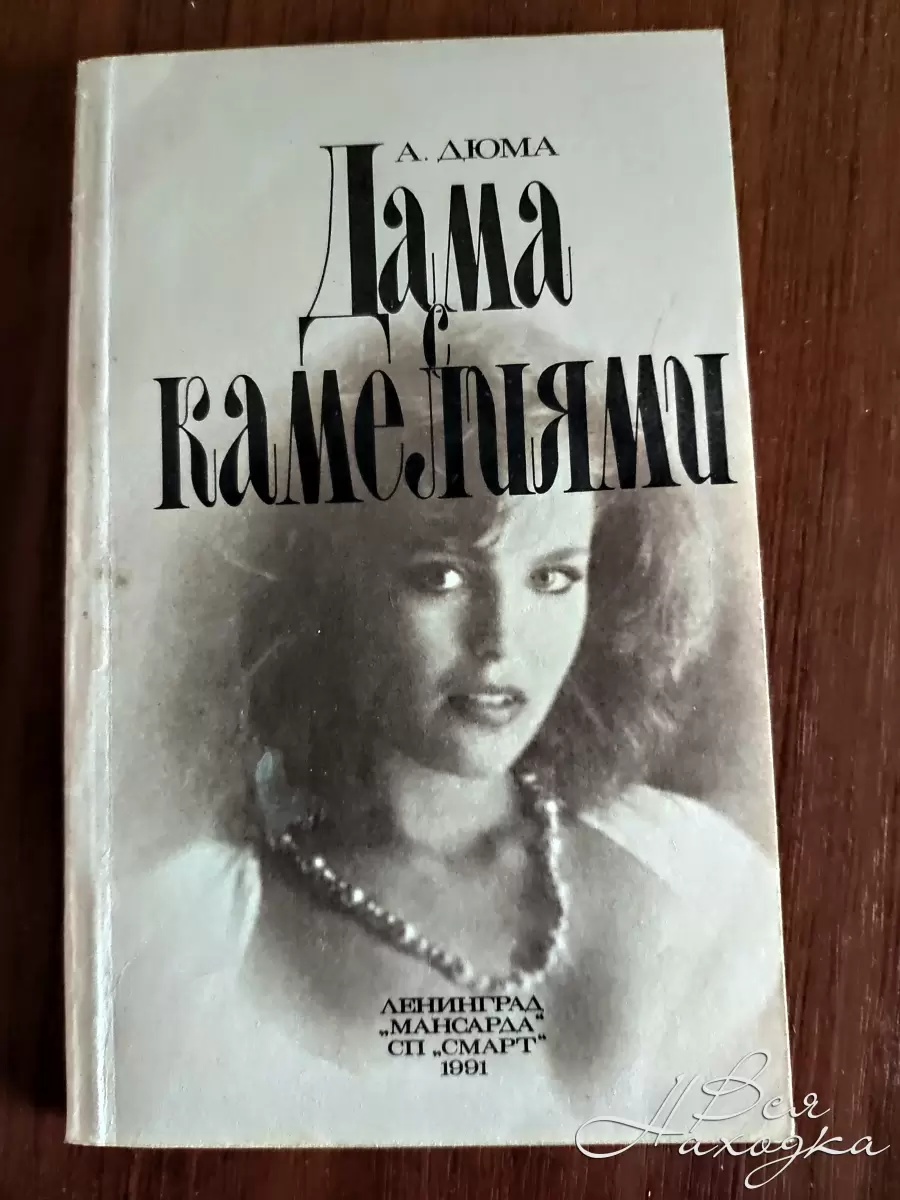 А. ДЮМА
Дама
с
камелиями
ЛЕНИНГРАД
„МАНСАРДА“
СП „СМАРТ“
1991
Вся
Находка